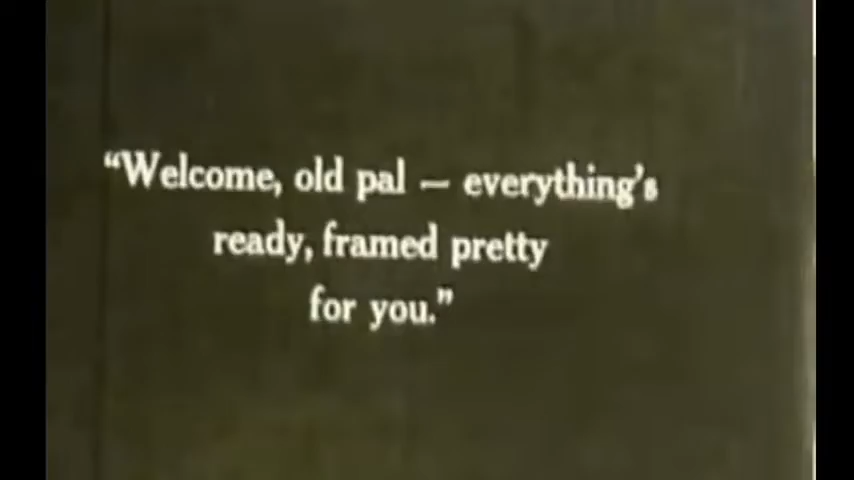 “Welcome, old pal — everything’s
ready, framed pretty
for you.”